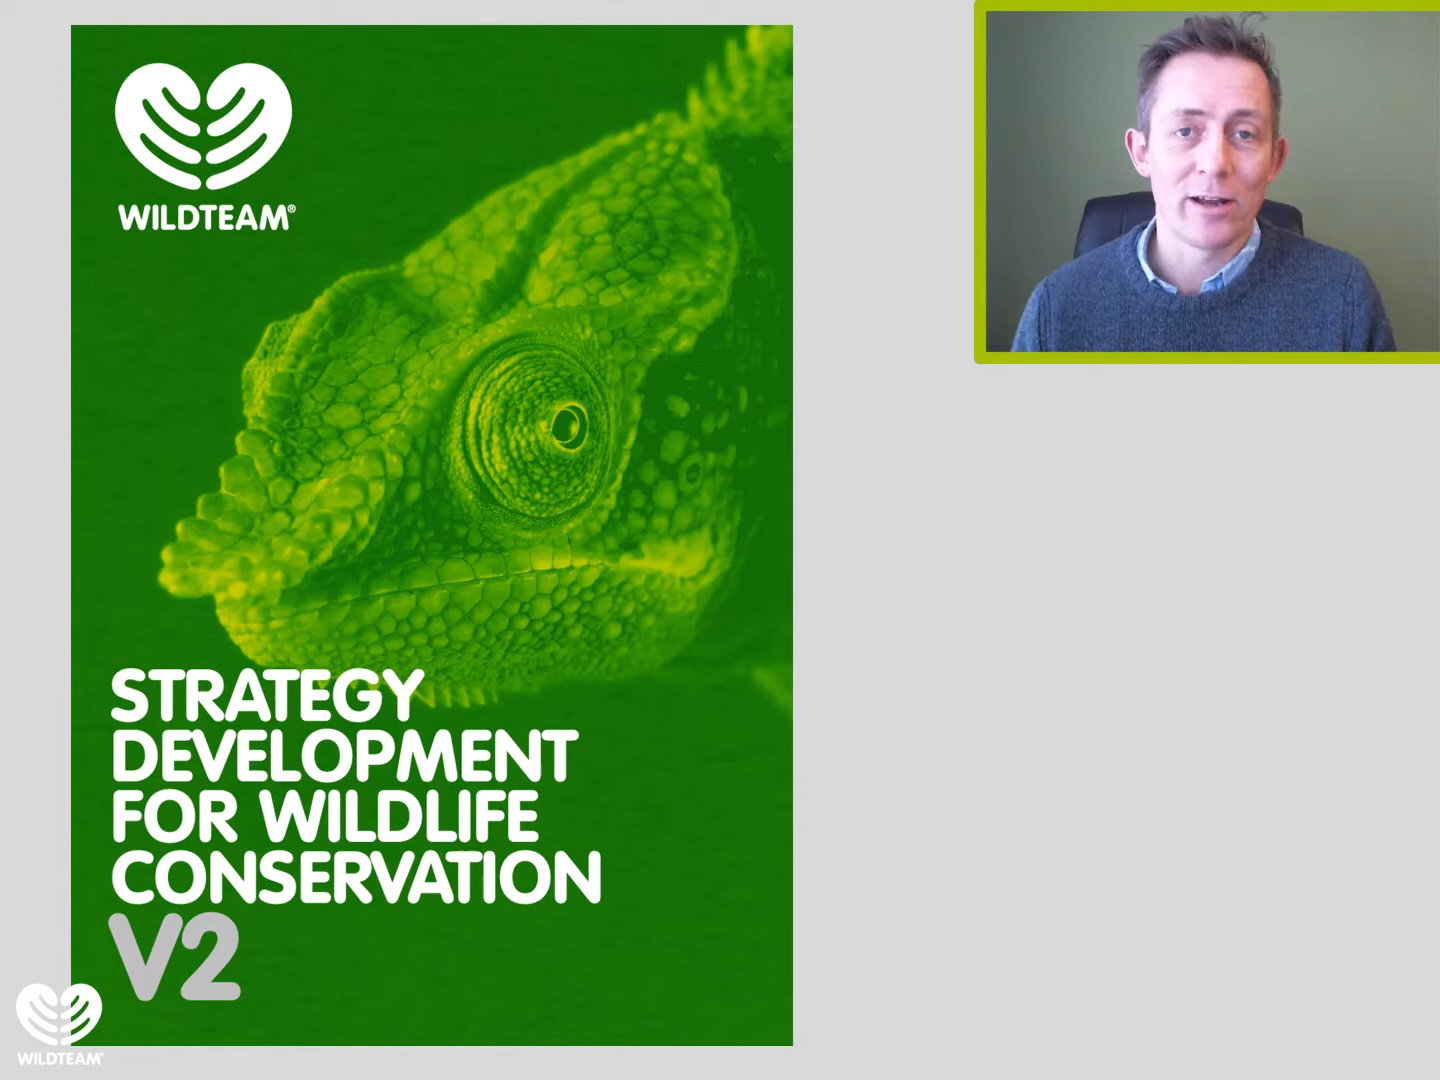 WILDTEAM®
STRATEGY
DEVELOPMENT
FOR WILDLIFE
CONSERVATION
V2
WILDTEAM®